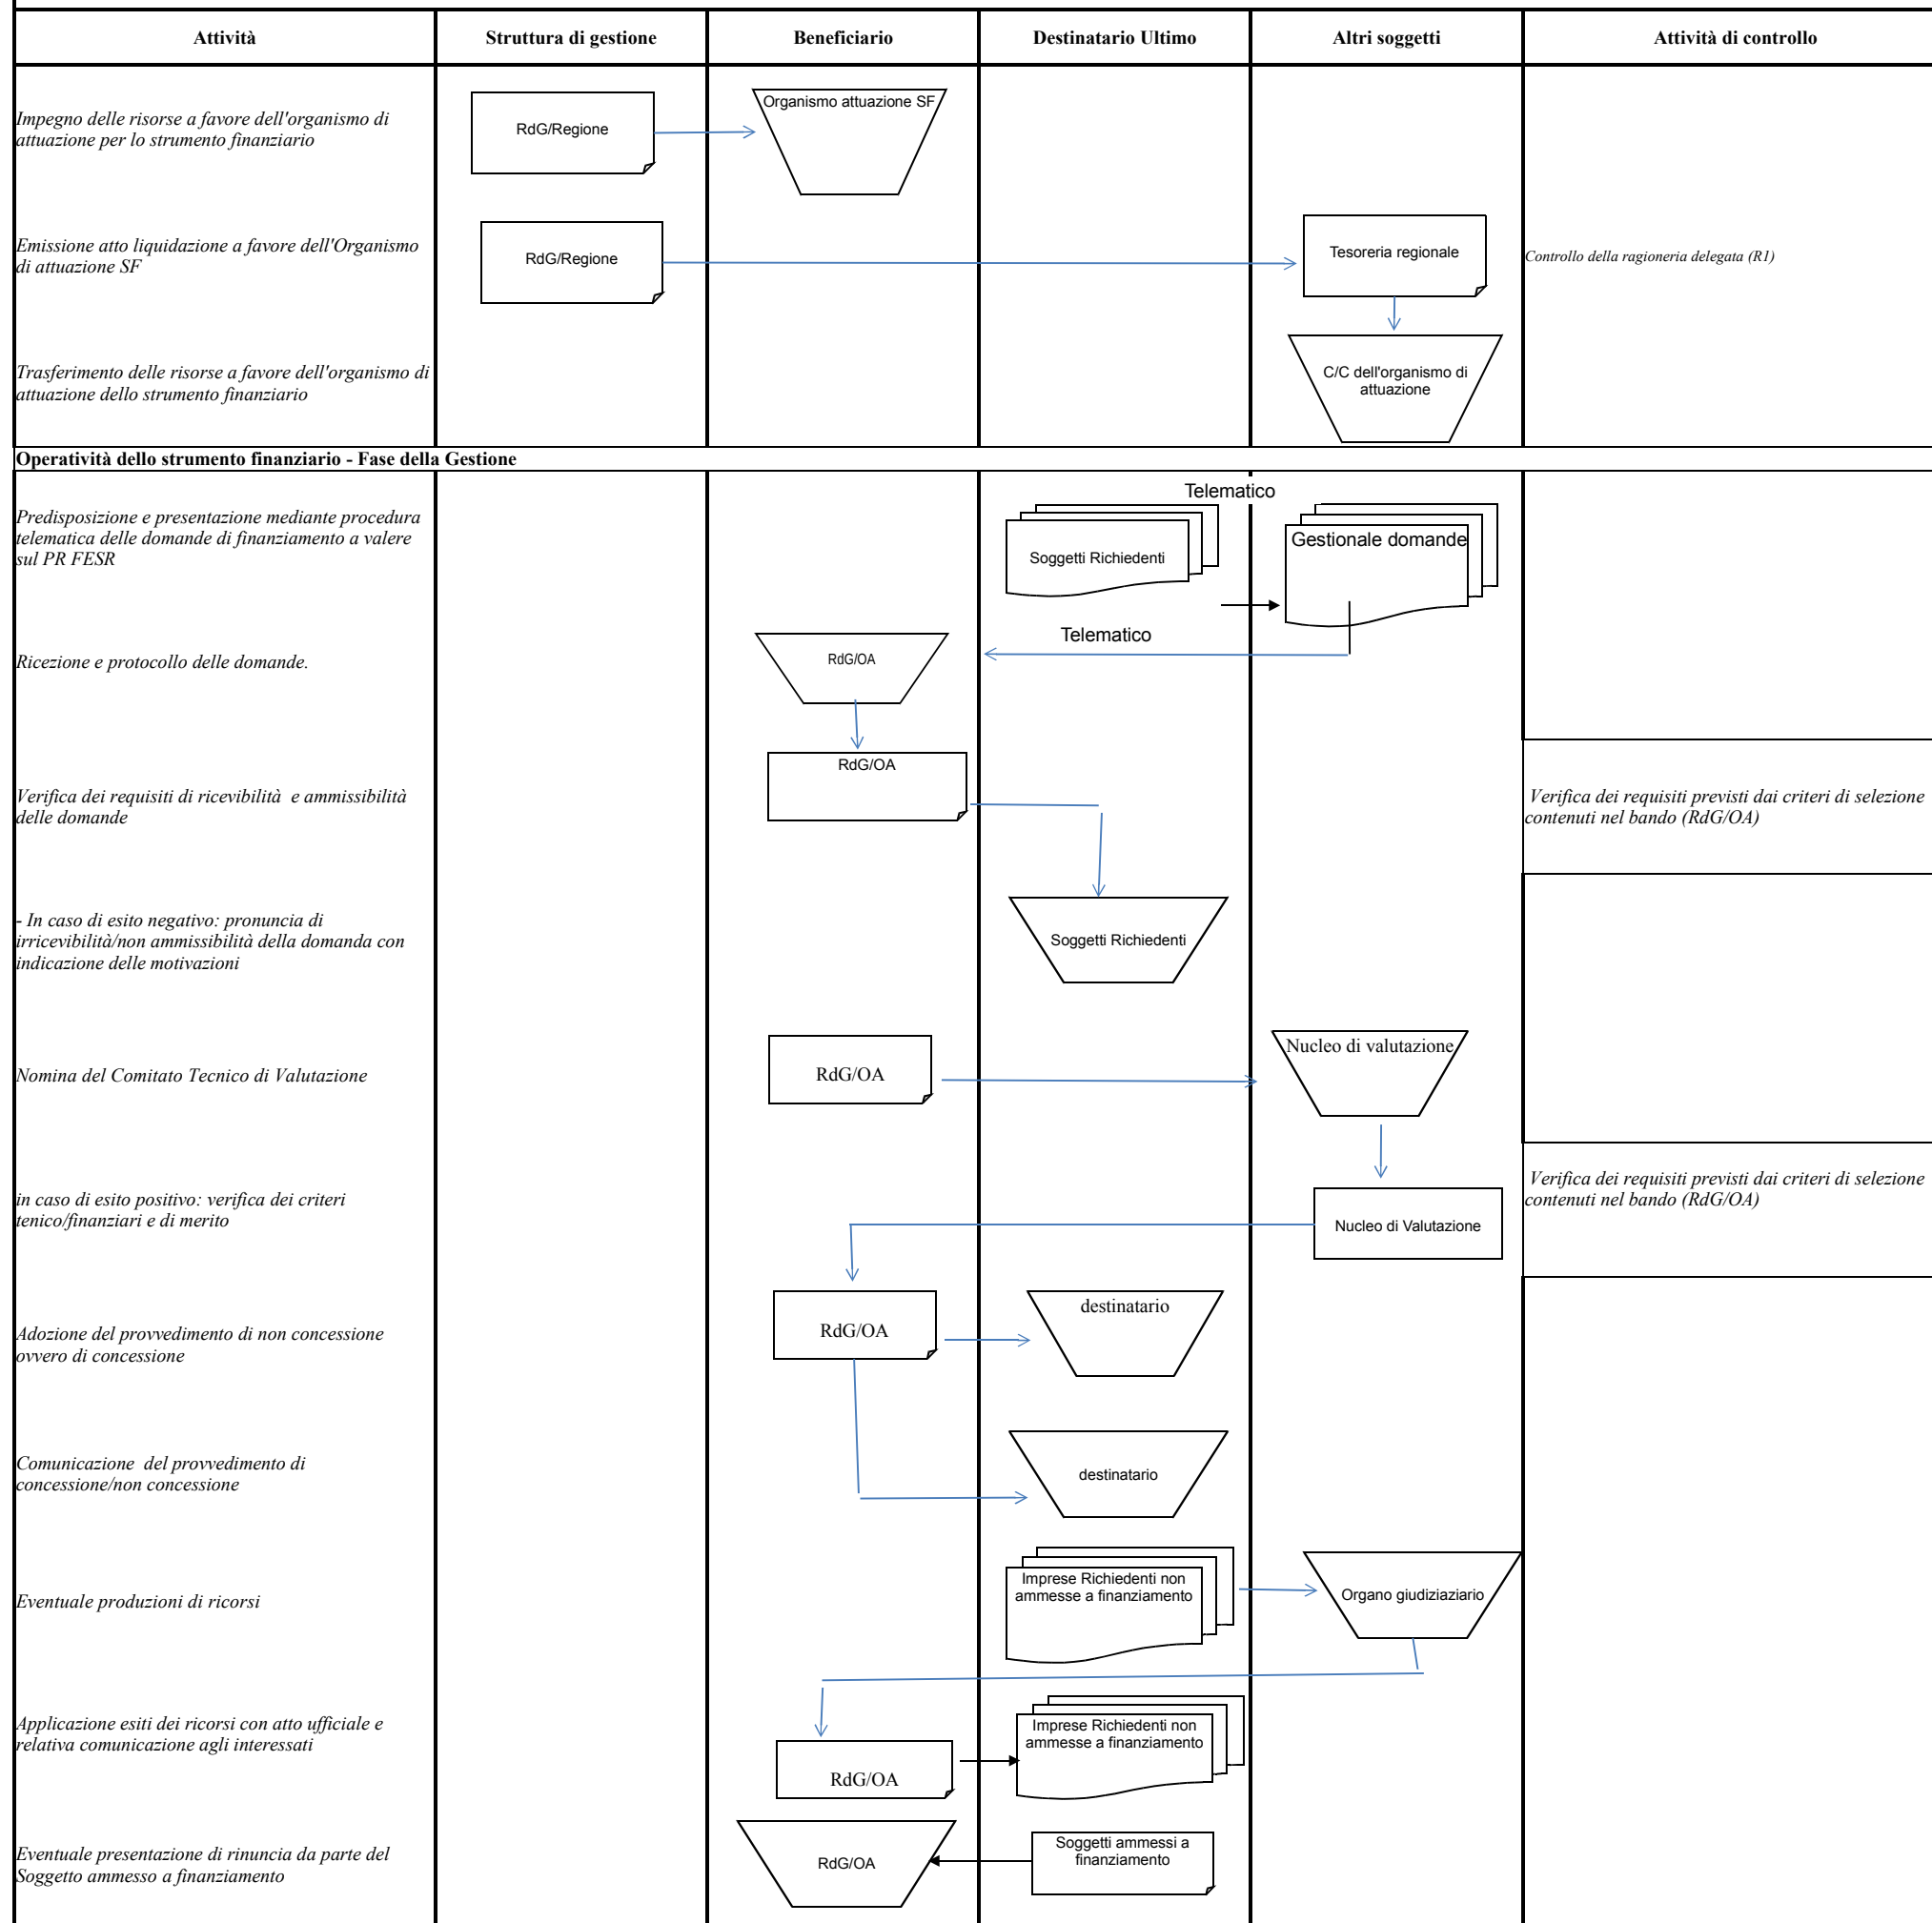 Attività
Struttura di gestione
Beneficiario
Destinatario Ultimo
Altri soggetti
Attività di controllo
Impegno delle risorse a favore dell'organismo di
attuazione per lo strumento finanziario
RdG/Regione
Organismo attuazione SF
Emissione atto liquidazione a favore dell'Organismo
di attuazione SF
RdG/Regione
Tesoreria regionale
Controllo della ragioneria delegata (R1)
Trasferimento delle risorse a favore dell'organismo di
attuazione dello strumento finanziario
C/C dell'organismo di
attuazione
Operatività dello strumento finanziario - Fase della Gestione
Predisposizione e presentazione mediante procedura
telematica delle domande di finanziamento a valere
sul PR FESR
Telematico
Soggetti Richiedenti
Gestionale domande
Ricezione e protocollo delle domande.
RdG/OA
Telematico
Verifica dei requisiti di ricevibilità  e ammissibilità
delle domande
RdG/OA
Verifica dei requisiti previsti dai criteri di selezione
contenuti nel bando (RdG/OA)
- In caso di esito negativo: pronuncia di
irricevibilità/non ammissibilità della domanda con
indicazione delle motivazioni
Soggetti Richiedenti
Nomina del Comitato Tecnico di Valutazione
RdG/OA
Nucleo di valutazione
in caso di esito positivo: verifica dei criteri
tenico/finanziari e di merito
Nucleo di Valutazione
Verifica dei requisiti previsti dai criteri di selezione
contenuti nel bando (RdG/OA)
Adozione del provvedimento di non concessione
ovvero di concessione
RdG/OA
destinatario
Comunicazione  del provvedimento di
concessione/non concessione
destinatario
Eventuale produzioni di ricorsi
Imprese Richiedenti non
ammesse a finanziamento
Organo giudiziaziario
Applicazione esiti dei ricorsi con atto ufficiale e
relativa comunicazione agli interessati
RdG/OA
Imprese Richiedenti non
ammesse a finanziamento
Eventuale presentazione di rinuncia da parte del
Soggetto ammesso a finanziamento
RdG/OA
Soggetti ammessi a
finanziamento